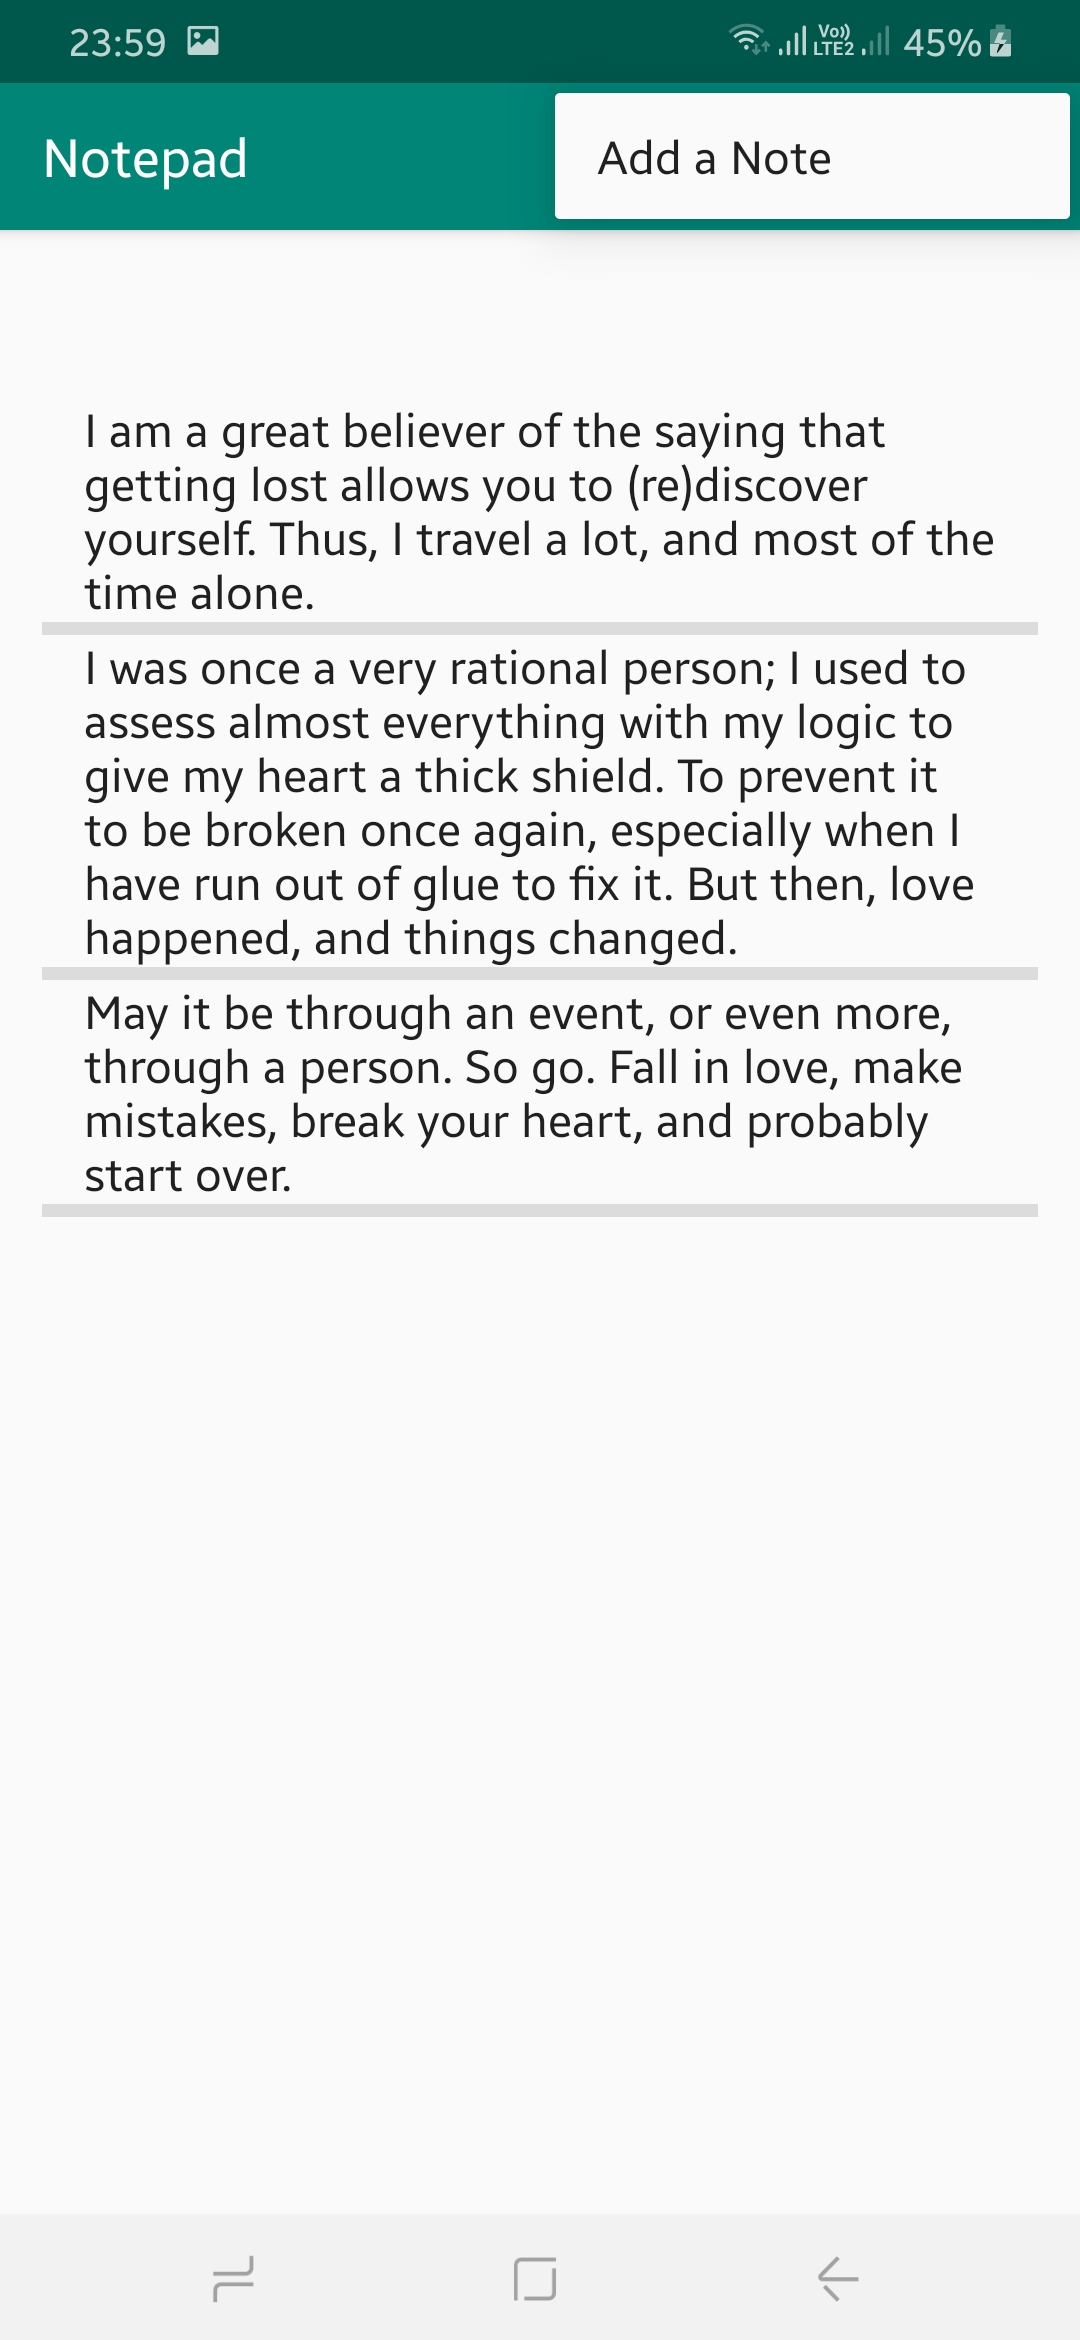 23:59
Vo)) LTE2 45%
Notepad
Add a Note
I am a great believer of the saying that
getting lost allows you to (re)discover
yourself. Thus, I travel a lot, and most of the
time alone.
I was once a very rational person; I used to
assess almost everything with my logic to
give my heart a thick shield. To prevent it
to be broken once again, especially when I
have run out of glue to fix it. But then, love
happened, and things changed.
May it be through an event, or even more,
through a person. So go. Fall in love, make
mistakes, break your heart, and probably
start over.